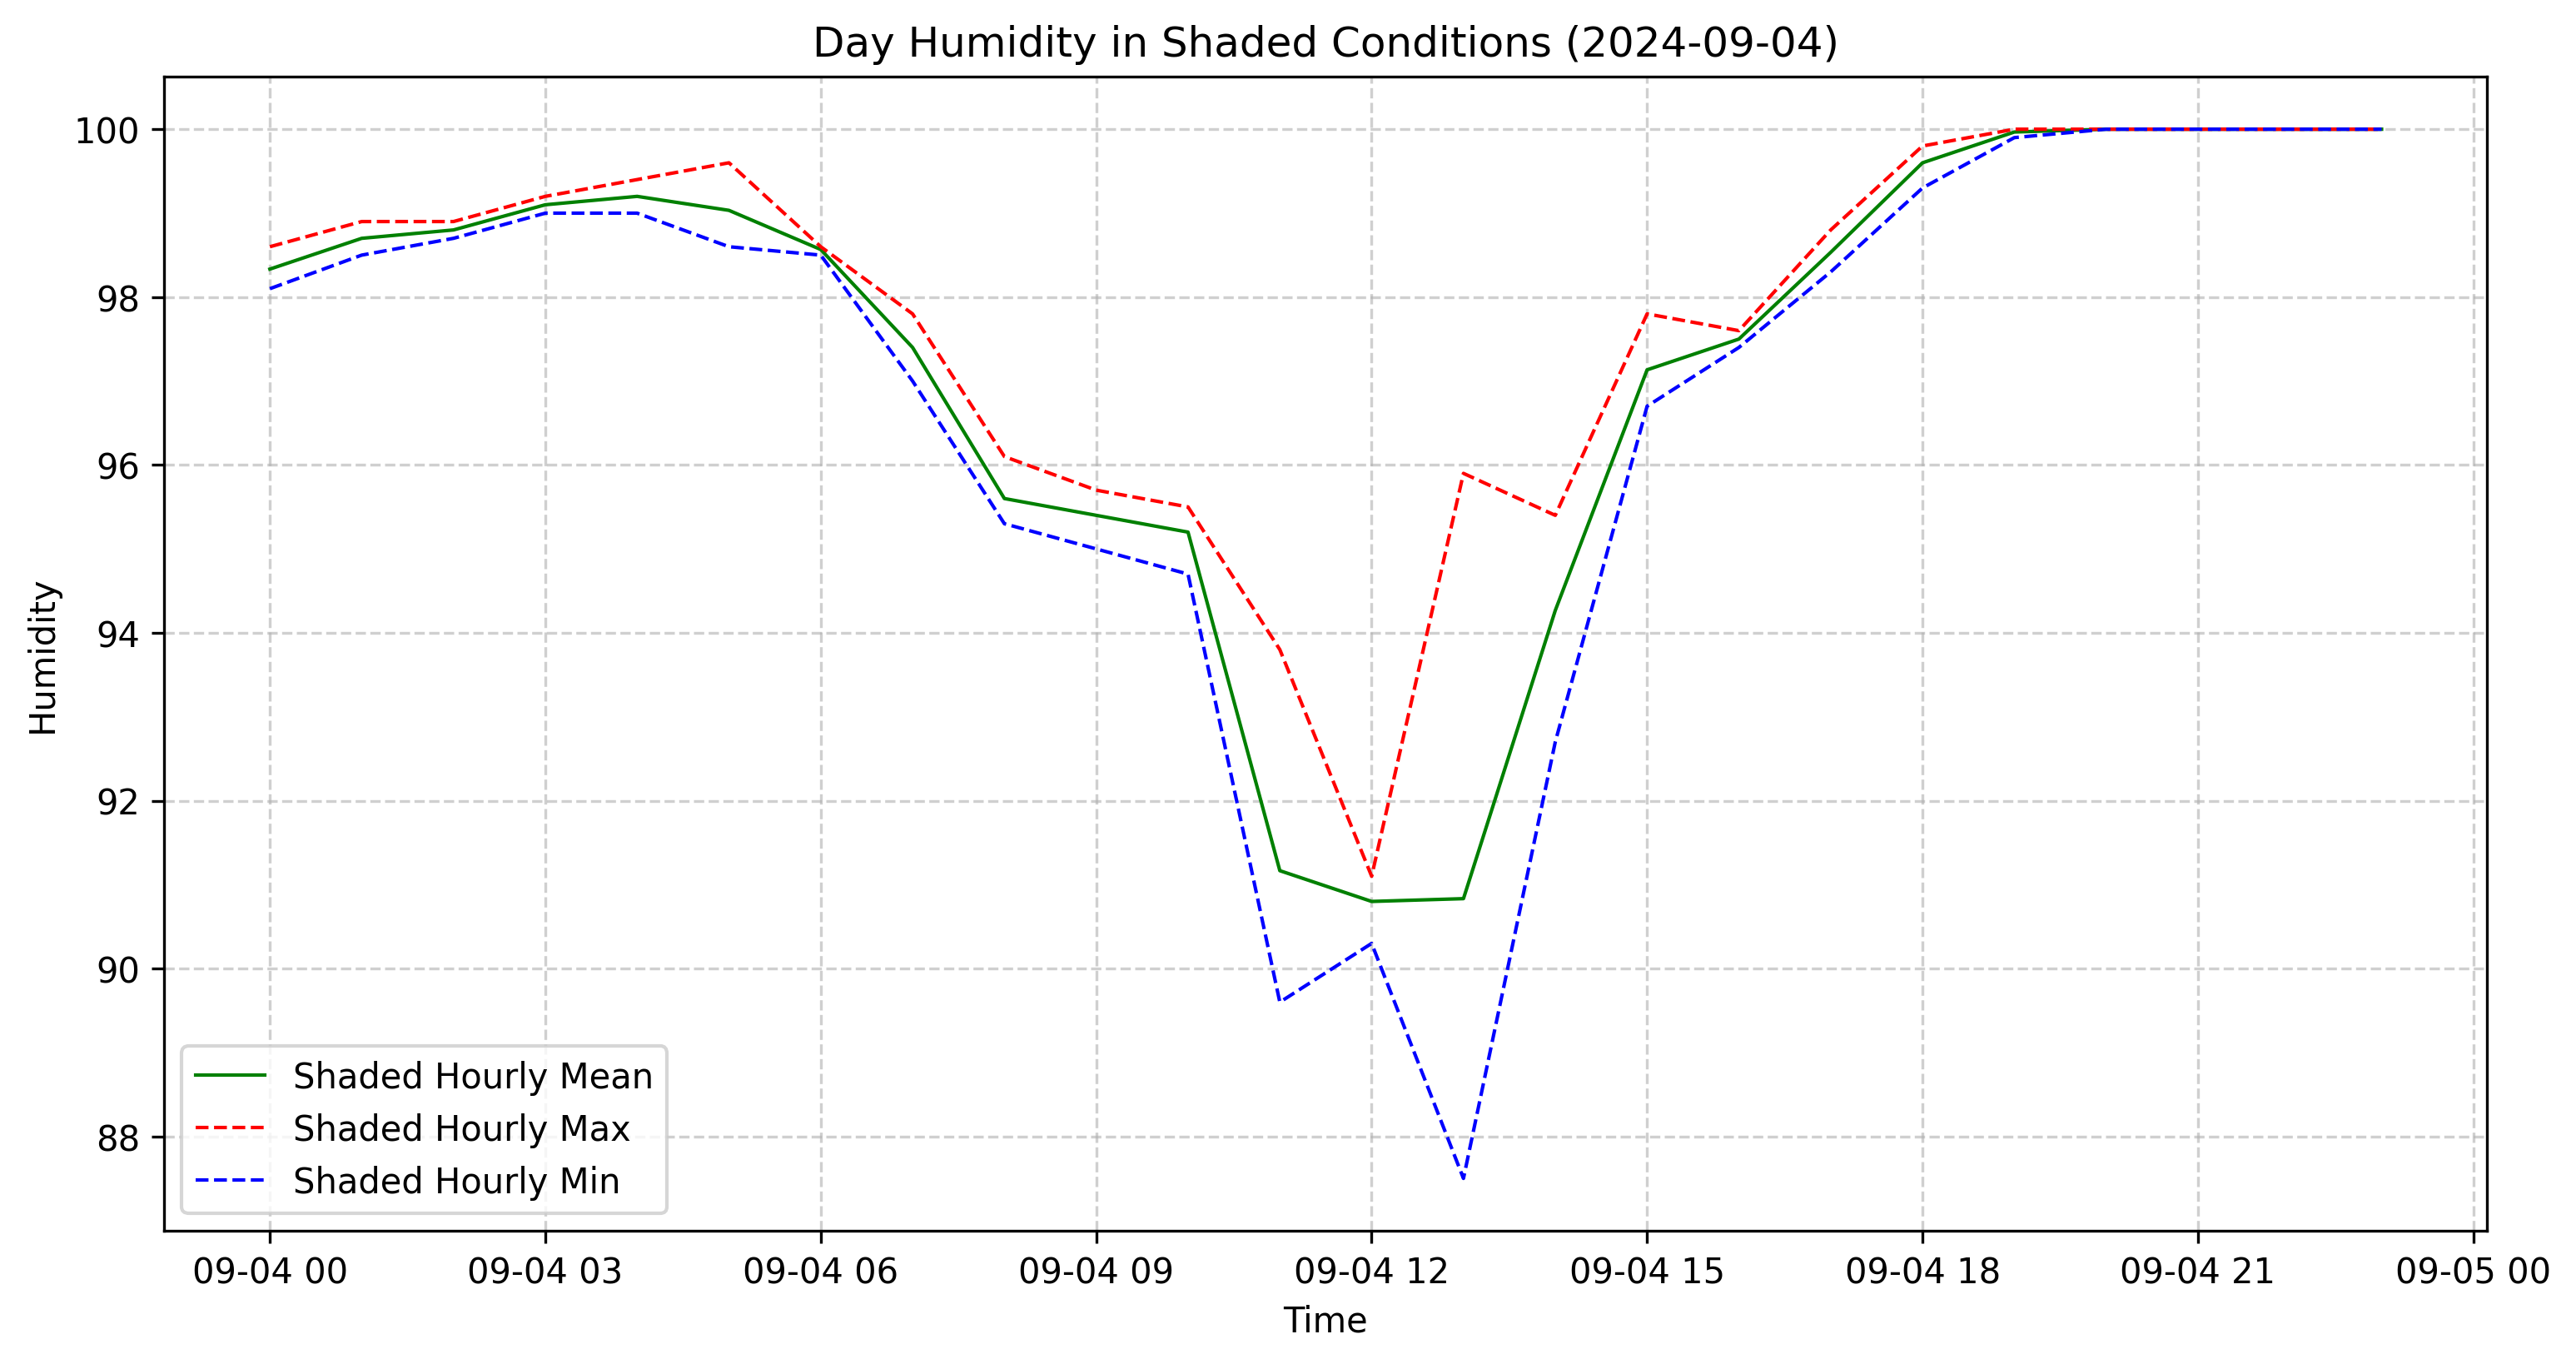 Day Humidity in Shaded Conditions (2024-09-04)
100
98
96
94
92
90
88
Humidity
Shaded Hourly Mean
Shaded Hourly Max
Shaded Hourly Min
09-04 00 09-04 03 09-04 06 09-04 09 09-04 12 09-04 15 09-04 18 09-04 21 09-05 00
Time